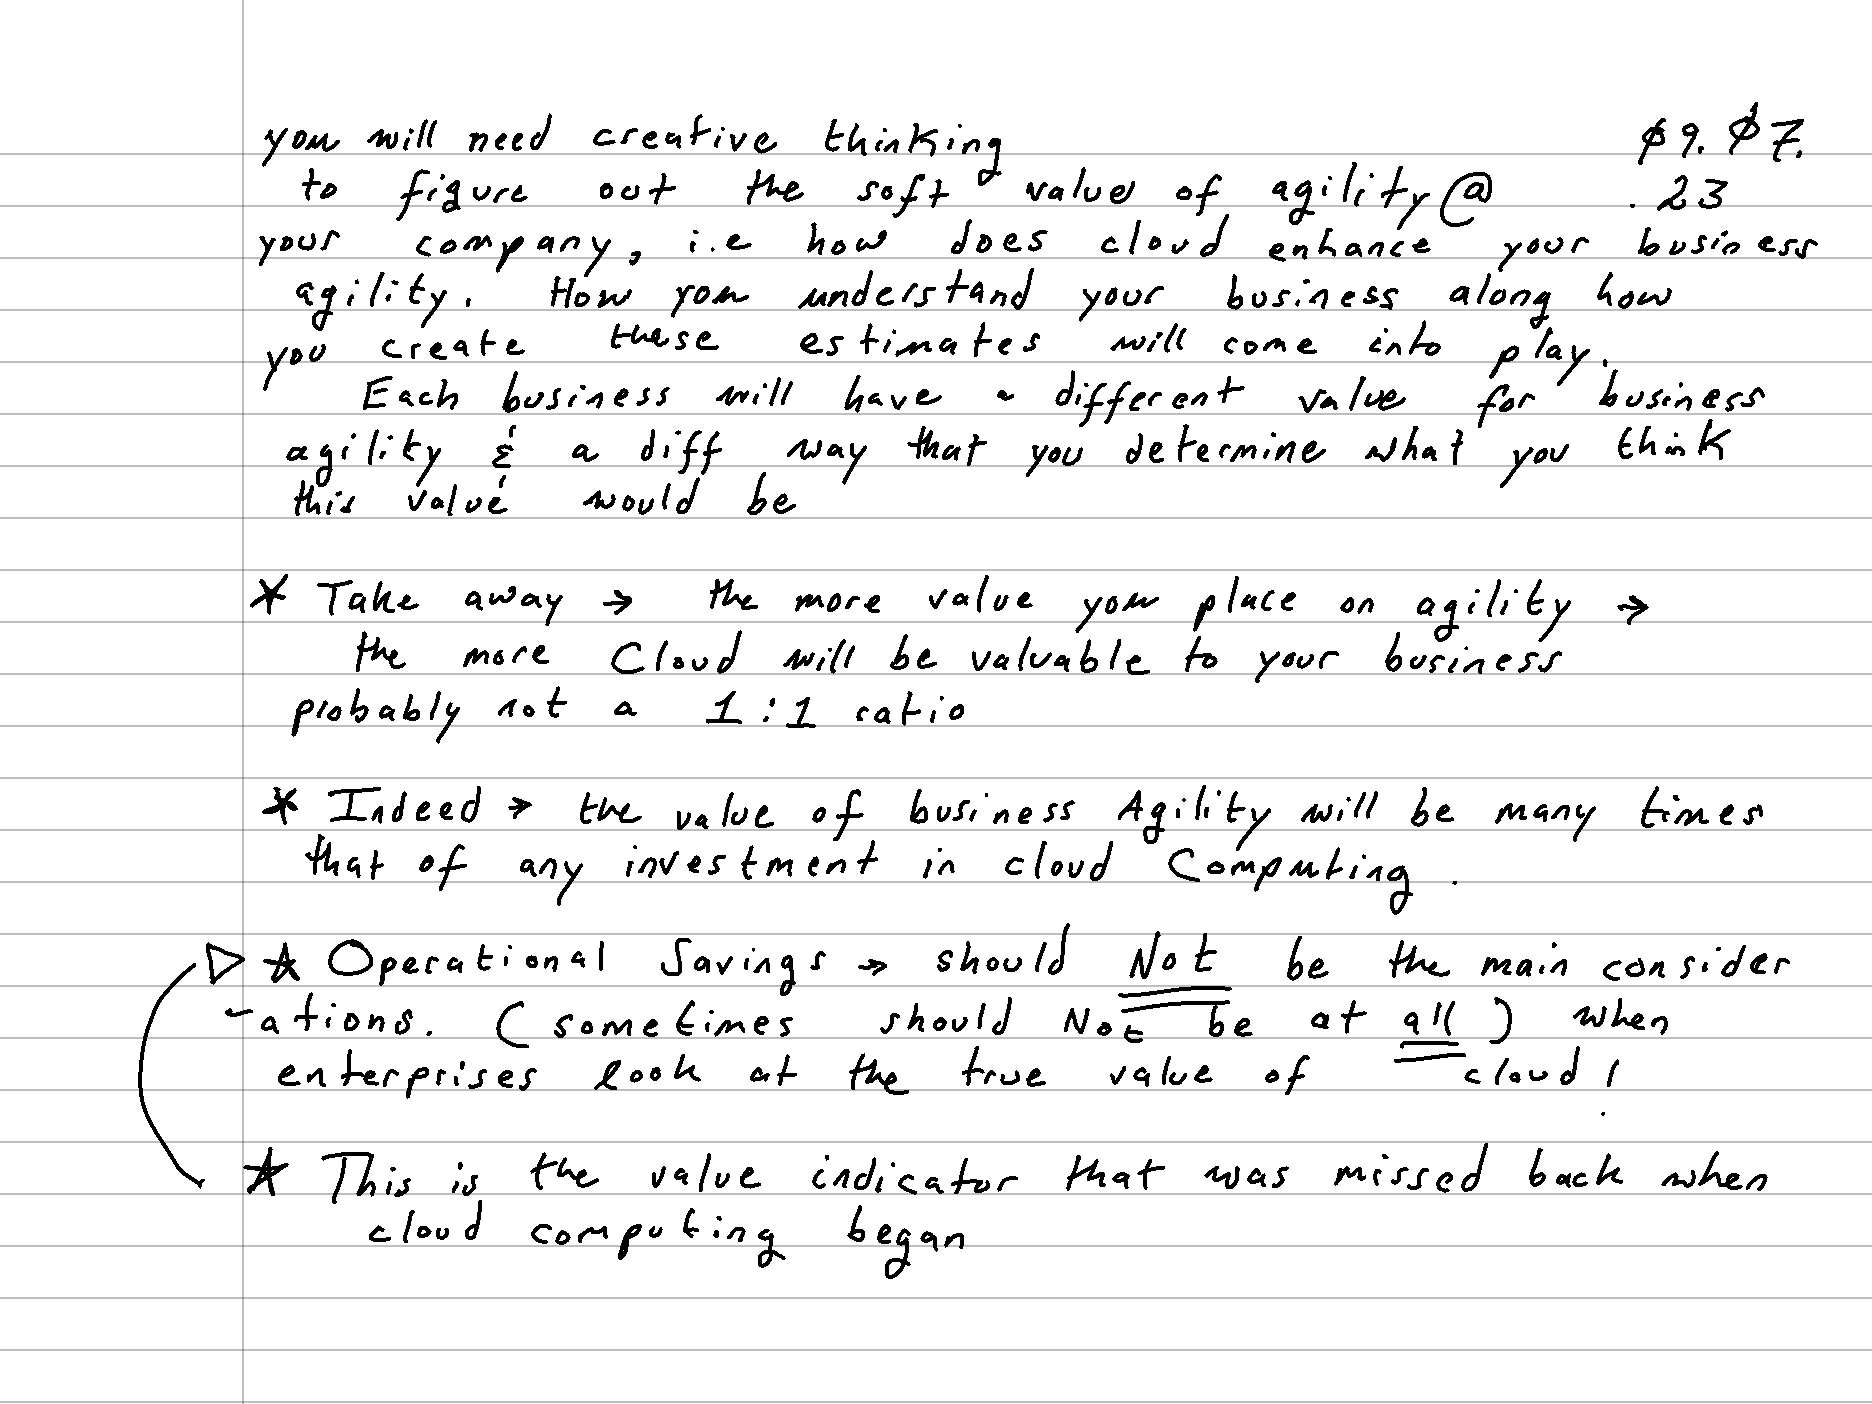 you will need creative thinking
to figure out the soft value of agility @
your company, i.e how does cloud enhance your business
agility. How you understand your business along how
you create these estimates will come into play.
Each business will have a different value for business
agility & a diff way that you determine what you think
this value would be
* Take away → the more value your place on agility →
the more Cloud will be valuable to your business
probably not a 1:1 ratio
* Indeed → the value of business Agility will be many times
that of any investment in cloud Computing.
★ Operational Savings → should Not be the main consider
-ations. (sometimes should Not be at all) when
enterprises look at the true value of cloud!
★ This is the value indicator that was missed back when
cloud computing began
.23